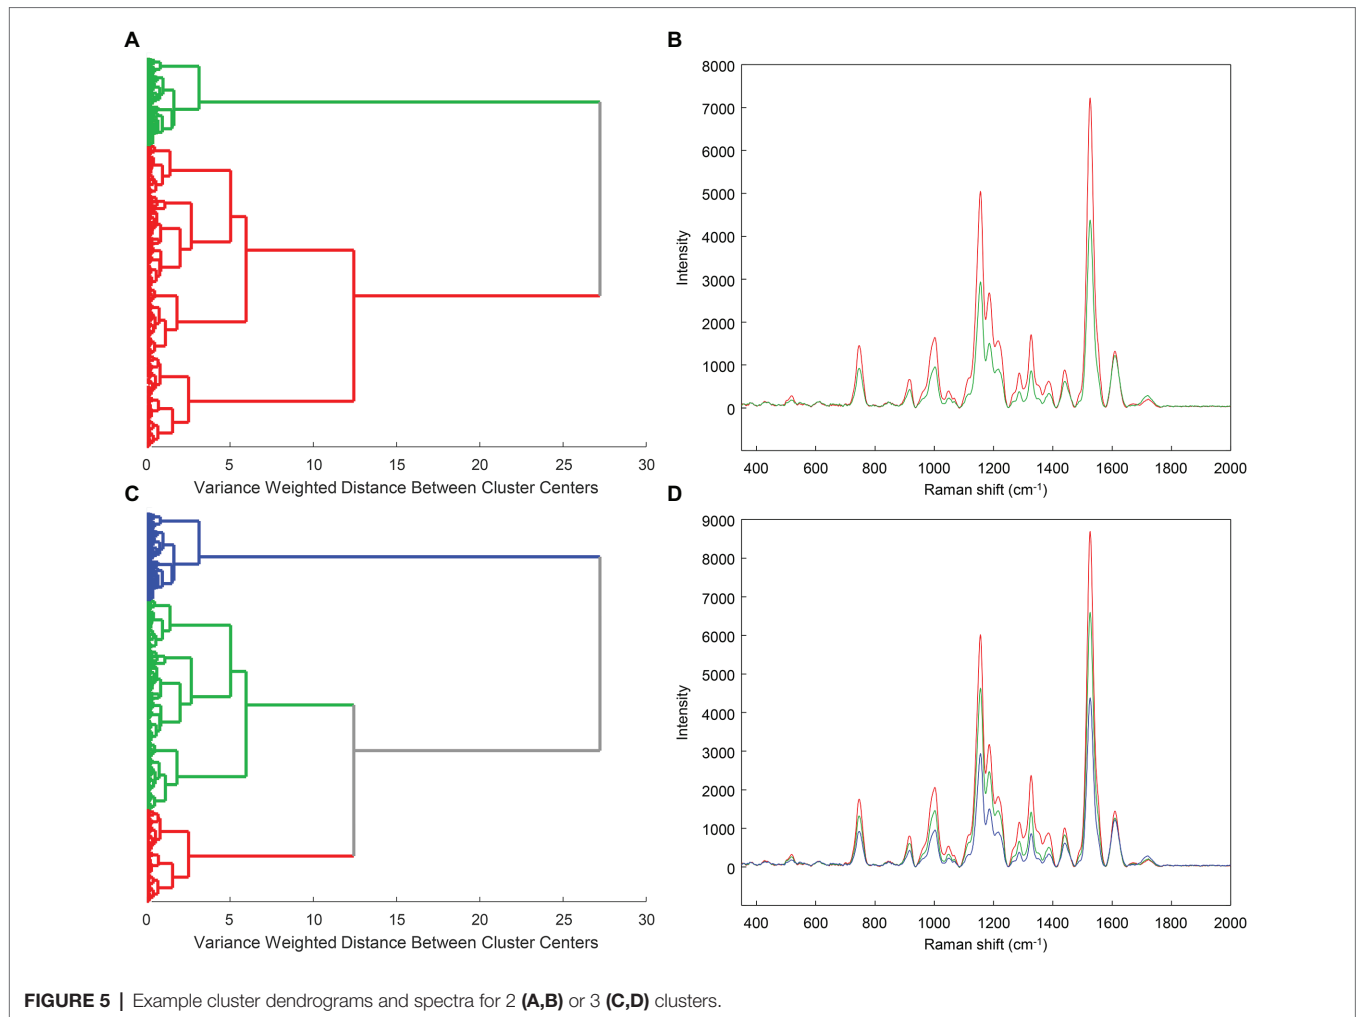 A
0 5 10 15 20 25 30
Variance Weighted Distance Between Cluster Centers
B
8000
7000
6000
5000
4000
3000
2000
1000
0
Intensity
400 600 800 1000 1200 1400 1600 1800 2000
Raman shift (cm-1)
C
0 5 10 15 20 25 30
Variance Weighted Distance Between Cluster Centers
D
9000
8000
7000
6000
5000
4000
3000
2000
1000
0
Intensity
400 600 800 1000 1200 1400 1600 1800 2000
Raman shift (cm-1)
FIGURE 5 | Example cluster dendrograms and spectra for 2 (A,B) or 3 (C,D) clusters.